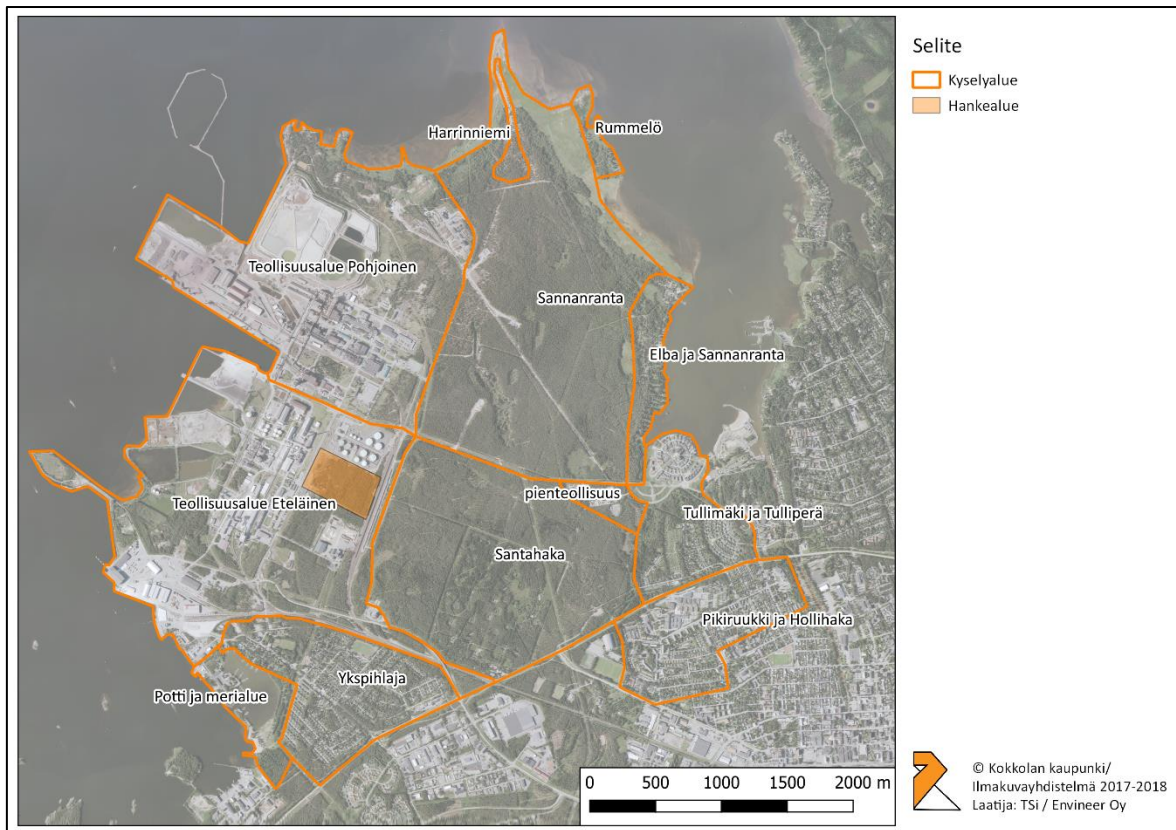 Selite
Kyselyalue
Hankealue
Harrinniemi
Rummelö
Teollisuusalue Pohjoinen
Sannanranta
Elba ja Sannanranta
Teollisuusalue Eteläinen
pienteollisuus
Tullimäki ja Tulliperä
Santahaka
Pikiruukki ja Hollihaka
Ykspihlaja
Potti ja merialue
0 500 1000 1500 2000 m
© Kokkolan kaupunki/
Ilmakuvayhdistelmä 2017-2018
Laatija: TSi / Envineer Oy